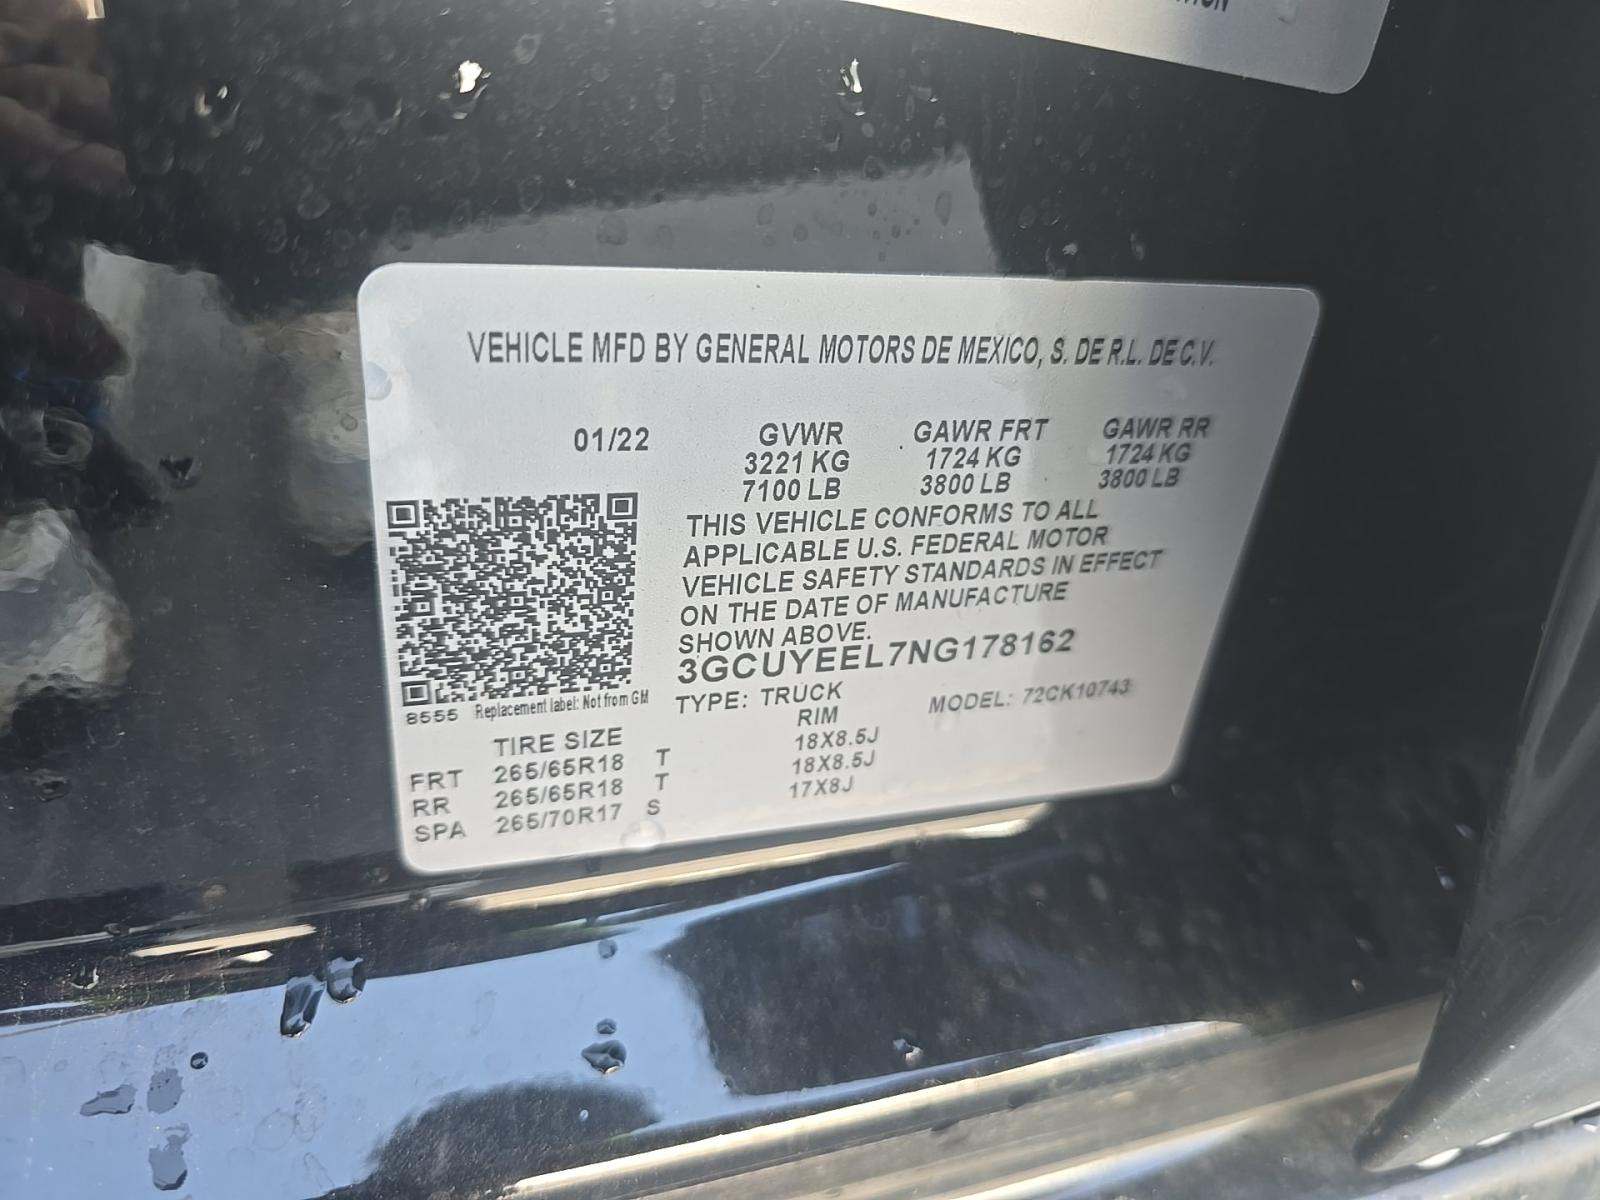 VEHICLE MFD BY GENERAL MOTORS DE MEXICO, S. DE R.L. DE C.V.
01/22 GVWR GAWR FRT GAWR RR
3221 KG 1724 KG 1724 KG
7100 LB 3800 LB 3800 LB
THIS VEHICLE CONFORMS TO ALL
APPLICABLE U.S. FEDERAL MOTOR
VEHICLE SAFETY STANDARDS IN EFFECT
ON THE DATE OF MANUFACTURE
SHOWN ABOVE.
3GCUYEEL7NG178162
8555 Replacement label: Not from GM
TYPE: TRUCK MODEL: 72CK10743
TIRE SIZE RIM
FRT 265/65R18 T 18X8.5J
RR 265/65R18 T 18X8.5J
SPA 265/70R17 S 17X8J